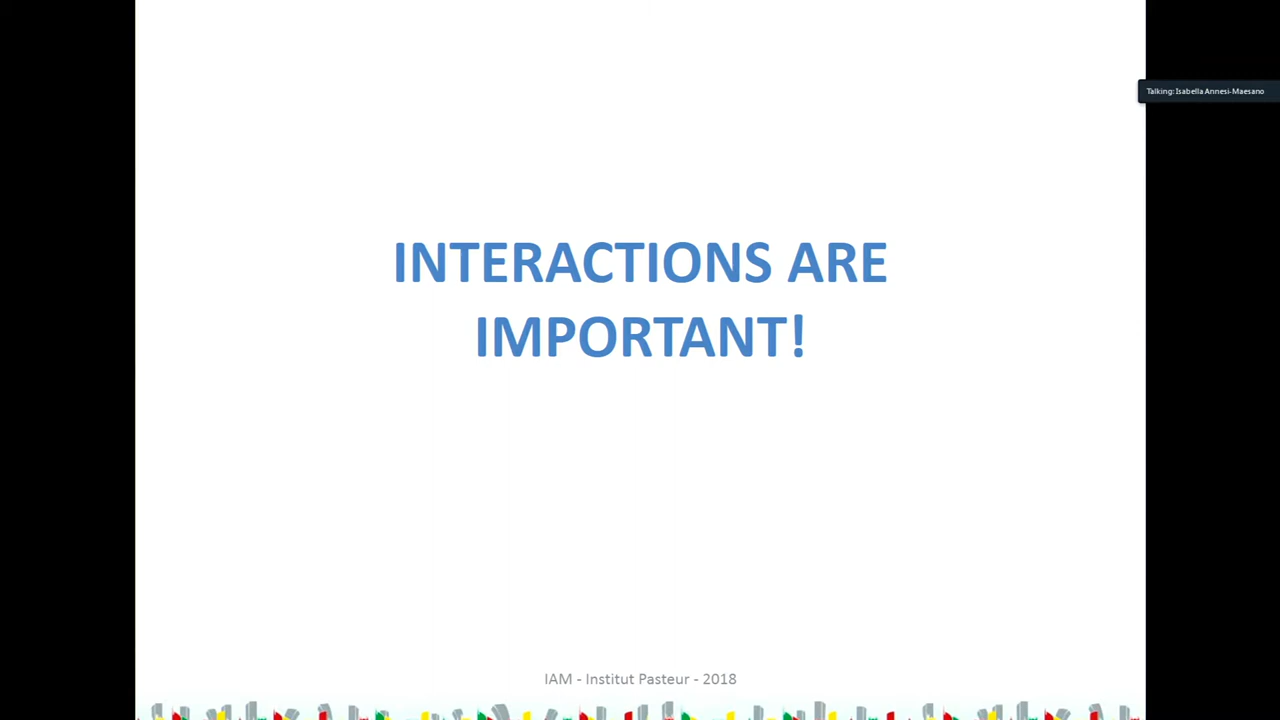 Talking: Isabella Annesi-Maesano
INTERACTIONS ARE
IMPORTANT!
IAM - Institut Pasteur - 2018